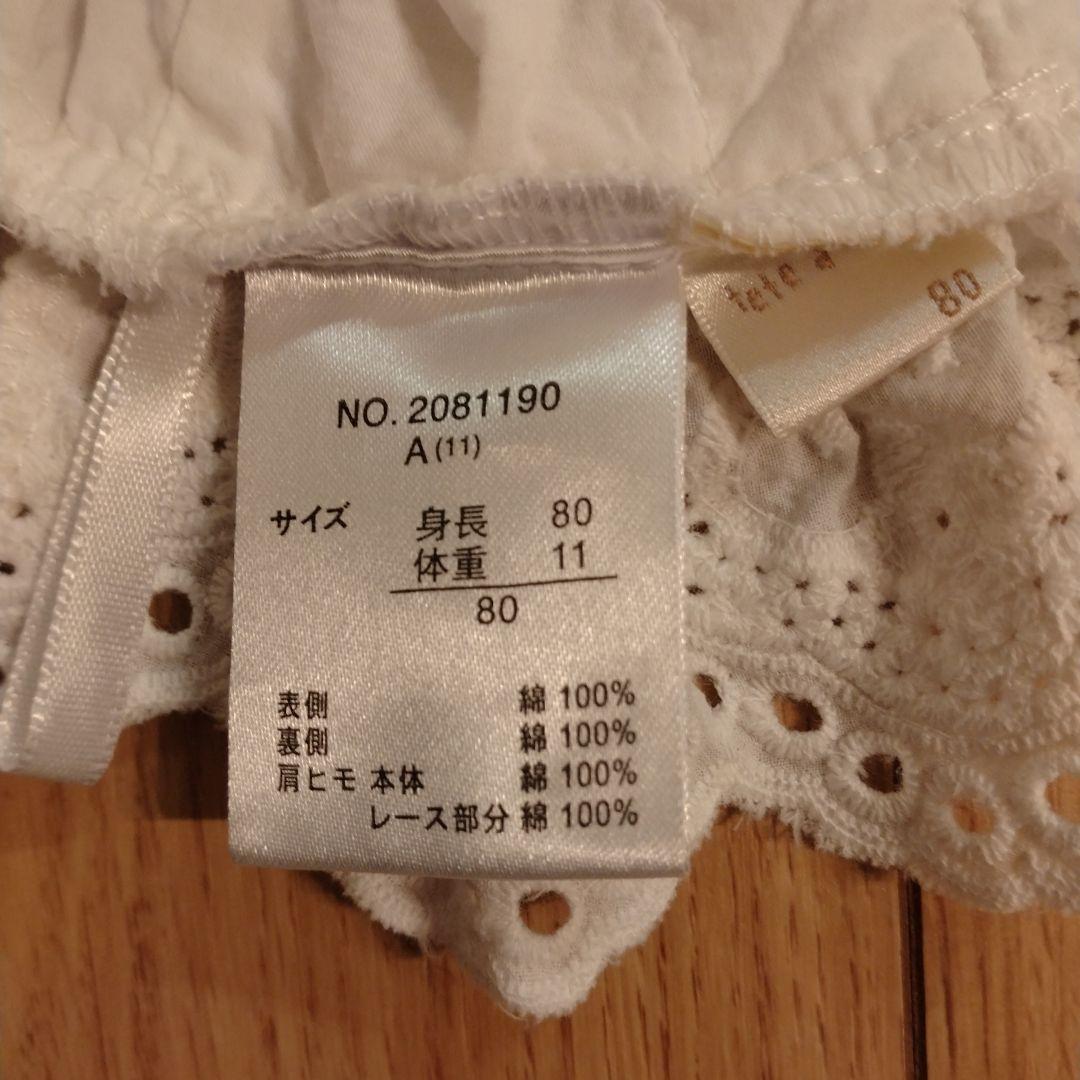 NO. 2081190
A (11)
サイズ 身長 80
体重 11
80
表側 綿 100%
裏側 綿 100%
肩ヒモ 本体 綿 100%
レース部分 綿 100%
tete a
80